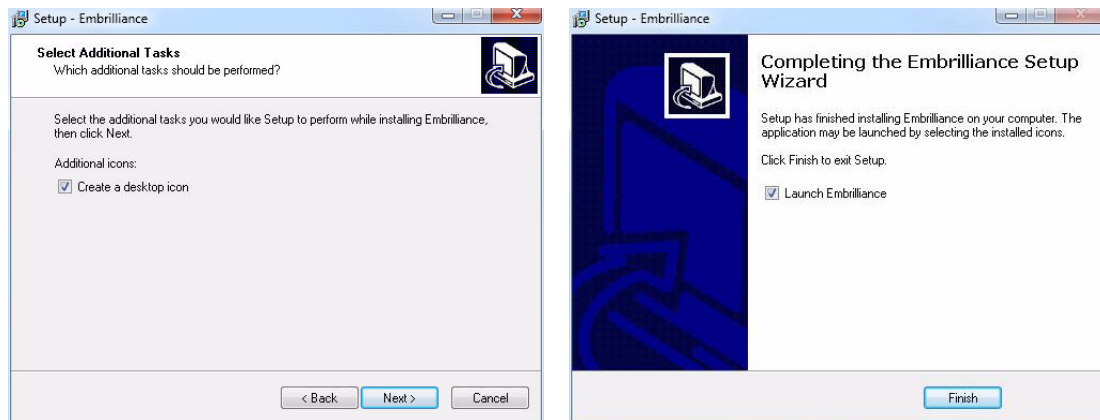 Setup - Embrilliance
Select Additional Tasks
Which additional tasks should be performed?
Select the additional tasks you would like Setup to perform while installing Embrilliance,
then click Next.
Additional icons:
Create a desktop icon
< Back
Next >
Cancel
Setup - Embrilliance
Completing the Embrilliance Setup
Wizard
Setup has finished installing Embrilliance on your computer. The
application may be launched by selecting the installed icons.
Click Finish to exit Setup.
Launch Embrilliance
Finish